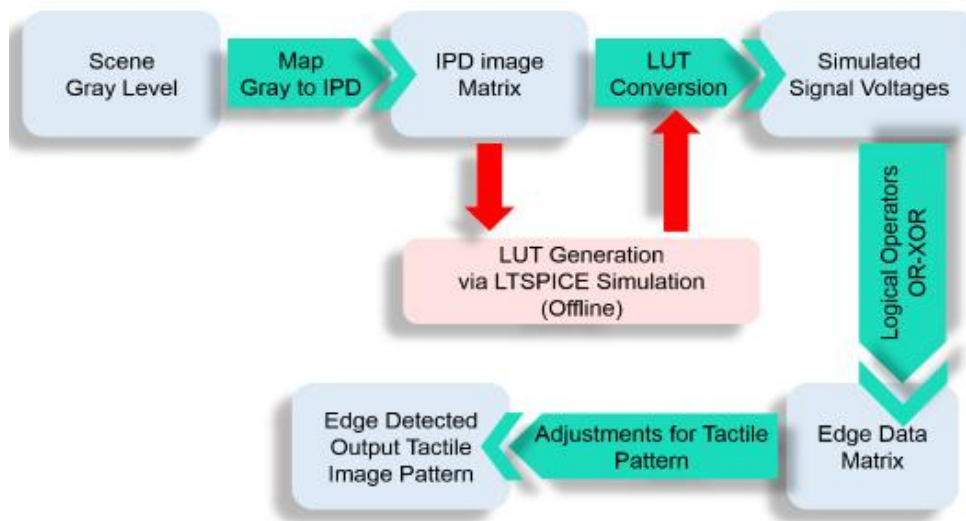 Scene
Gray Level
Map
Gray to IPD
IPD image
Matrix
LUT
Conversion
Simulated
Signal Voltages
LUT Generation
via LTSPICE Simulation
(Offline)
Logical Operators
OR-XOR
Edge Data
Matrix
Adjustments for Tactile
Pattern
Edge Detected
Output Tactile
Image Pattern